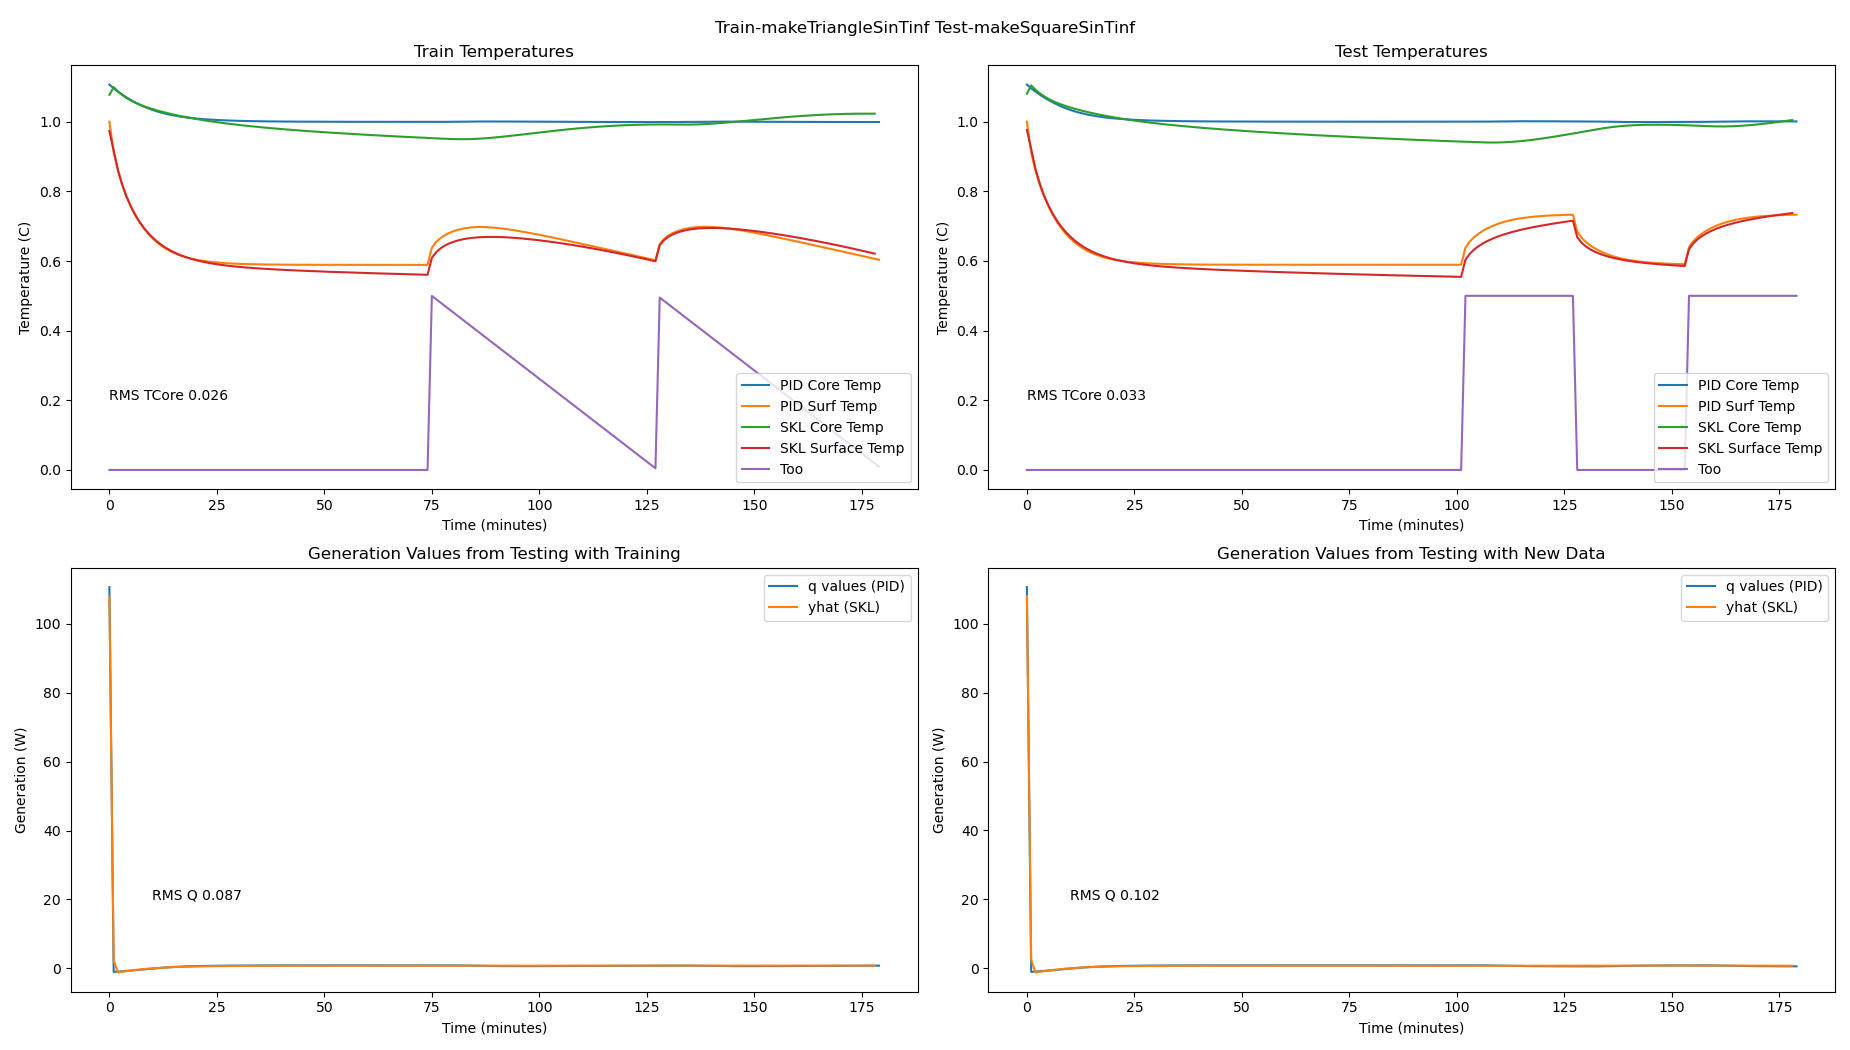 Train-makeTriangleSinTinf Test-makeSquareSinTinf
Train Temperatures
Temperature (C)
1.0
0.8
0.6
0.4
0.2
0.0
RMS TCore 0.026
PID Core Temp
PID Surf Temp
SKL Core Temp
SKL Surface Temp
Too
0 25 50 75 100 125 150 175
Time (minutes)
Test Temperatures
Temperature (C)
1.0
0.8
0.6
0.4
0.2
0.0
RMS TCore 0.033
PID Core Temp
PID Surf Temp
SKL Core Temp
SKL Surface Temp
Too
0 25 50 75 100 125 150 175
Time (minutes)
Generation Values from Testing with Training
Generation (W)
100
80
60
40
20
0
q values (PID)
yhat (SKL)
RMS Q 0.087
0 25 50 75 100 125 150 175
Time (minutes)
Generation Values from Testing with New Data
Generation (W)
100
80
60
40
20
0
q values (PID)
yhat (SKL)
RMS Q 0.102
0 25 50 75 100 125 150 175
Time (minutes)